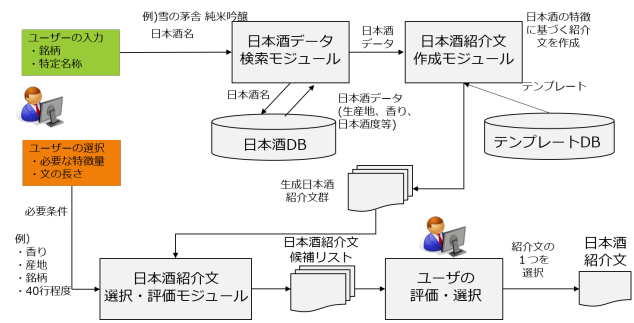 例)雪の茅舎 純米吟醸
日本酒名
ユーザーの入力
・銘柄
・特定名称
日本酒データ
検索モジュール
日本酒
データ
日本酒紹介文
作成モジュール
日本酒の特徴
に基づく紹介
文を作成
日本酒名
日本酒データ
(生産地、香り、
日本酒度等)
テンプレート
日本酒DB
テンプレートDB
ユーザーの選択
・必要な特徴量
・文の長さ
生成日本酒
紹介文群
必要条件
例)
・香り
・産地
・銘柄
・40行程度
日本酒紹介文
選択・評価モジュール
日本酒紹介文
候補リスト
ユーザの
評価・選択
紹介文の
１つを
選択
日本酒
紹介文